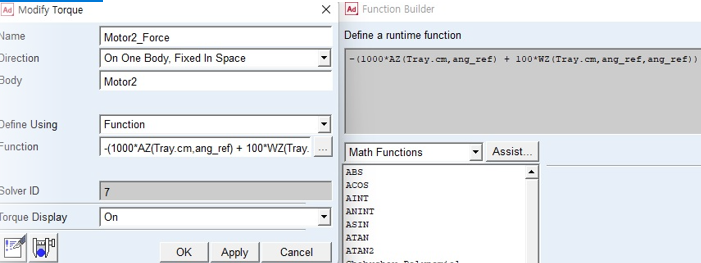 Ad Modify Torque
Name Motor2_Force
Direction On One Body, Fixed In Space
Body Motor2
Define Using Function
Function -(1000*AZ(Tray.cm,ang_ref) + 100*WZ(Tray. ...
Solver ID 7
Torque Display On
OK Apply Cancel
Ad Function Builder
Define a runtime function
-(1000*AZ(Tray.cm,ang_ref) + 100*WZ(Tray.cm,ang_ref,ang_ref))
Math Functions Assist...
ABS
ACOS
AINT
ANINT
ASIN
ATAN
ATAN2